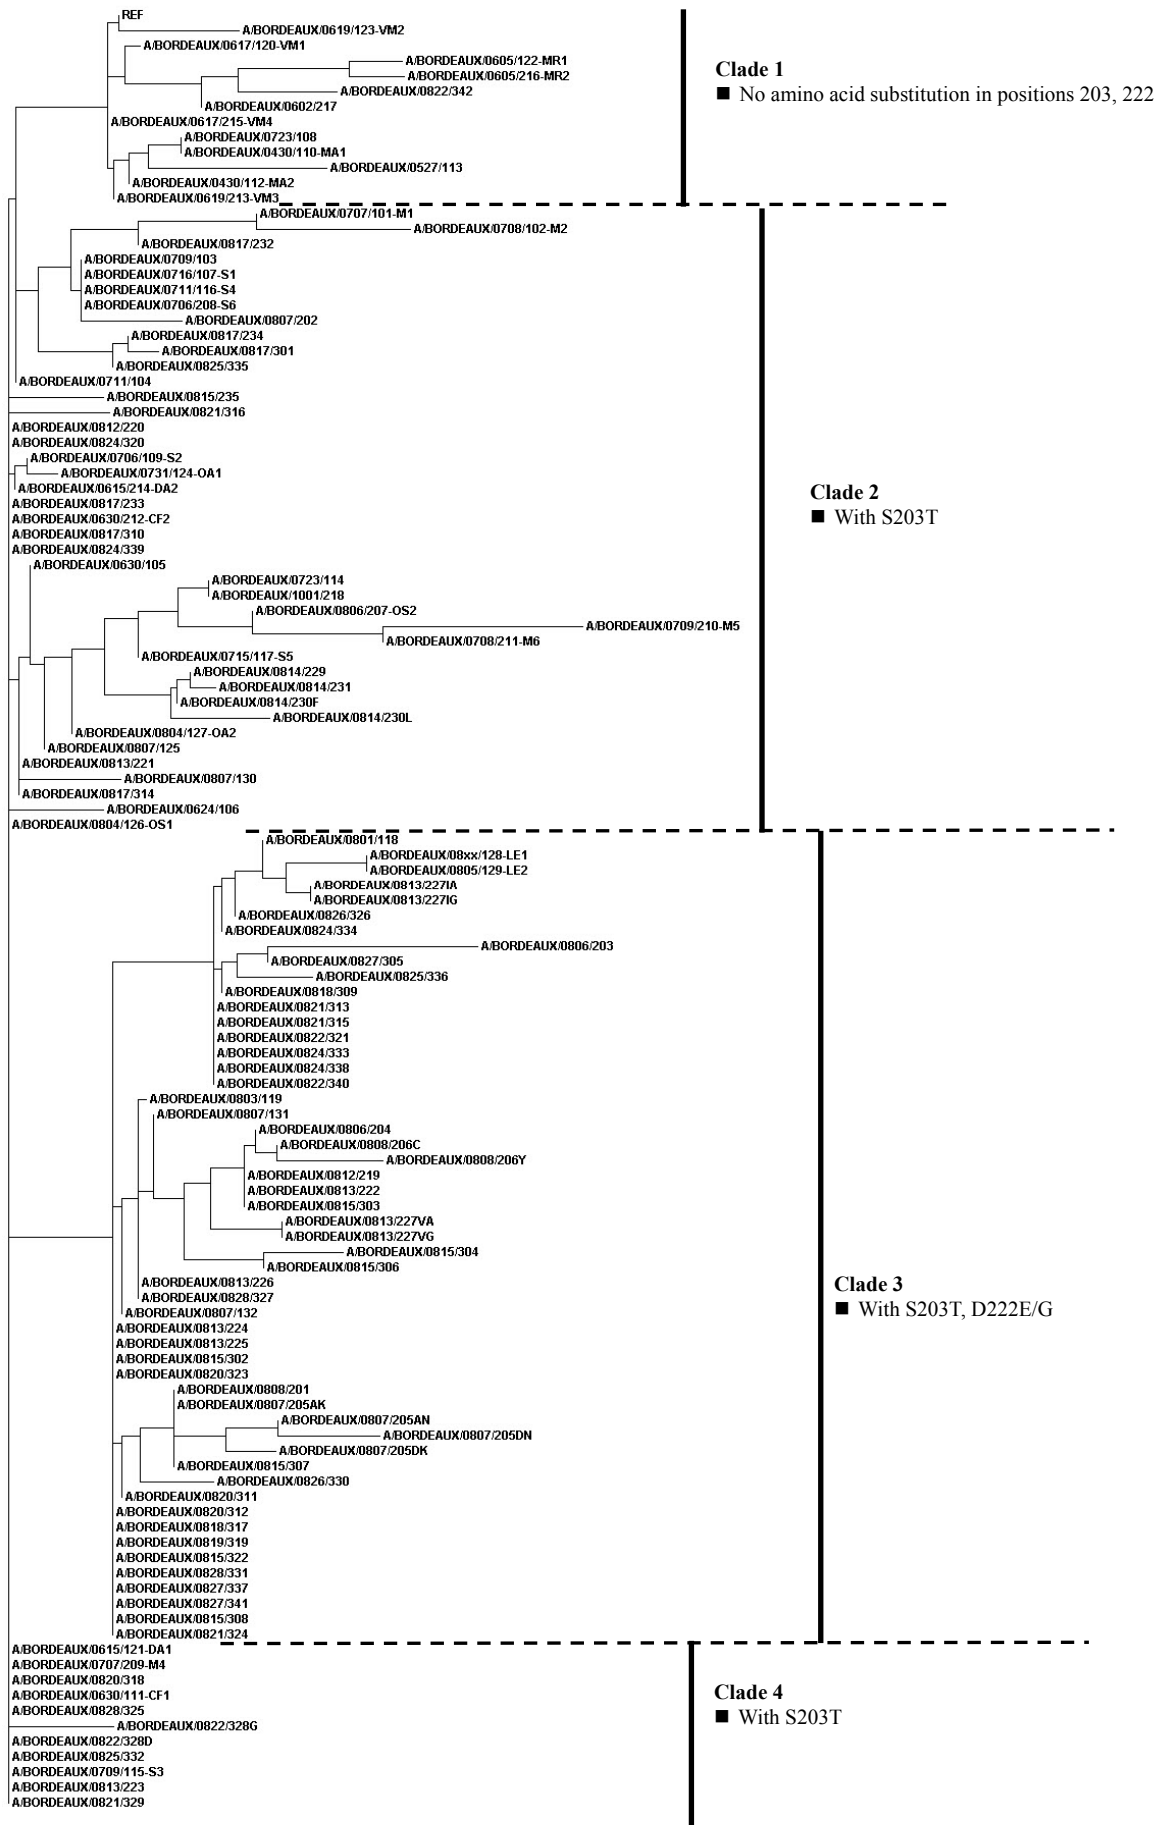 REF
A/BORDEAUX/0619/123-VM2
A/BORDEAUX/0617/120-VM1
A/BORDEAUX/0605/122-MR1
A/BORDEAUX/0605/216-MR2
A/BORDEAUX/0822/342
A/BORDEAUX/0602/217
A/BORDEAUX/0617/215-VM4
A/BORDEAUX/0723/108
A/BORDEAUX/0430/110-MA1
A/BORDEAUX/0527/113
A/BORDEAUX/0430/112-MA2
A/BORDEAUX/0619/213-VM3
Clade 1
■ No amino acid substitution in positions 203, 222
A/BORDEAUX/0707/101-M1
A/BORDEAUX/0708/102-M2
A/BORDEAUX/0817/232
A/BORDEAUX/0709/103
A/BORDEAUX/0716/107-S1
A/BORDEAUX/0711/116-S4
A/BORDEAUX/0706/208-S6
A/BORDEAUX/0807/202
A/BORDEAUX/0817/234
A/BORDEAUX/0817/301
A/BORDEAUX/0825/335
A/BORDEAUX/0711/104
A/BORDEAUX/0815/235
A/BORDEAUX/0821/316
A/BORDEAUX/0812/220
A/BORDEAUX/0824/320
A/BORDEAUX/0706/109-S2
A/BORDEAUX/0731/124-OA1
A/BORDEAUX/0615/214-DA2
A/BORDEAUX/0817/233
A/BORDEAUX/0630/212-CF2
A/BORDEAUX/0817/310
A/BORDEAUX/0824/339
A/BORDEAUX/0630/105
A/BORDEAUX/0723/114
A/BORDEAUX/1001/218
A/BORDEAUX/0806/207-OS2
A/BORDEAUX/0709/210-M5
A/BORDEAUX/0708/211-M6
A/BORDEAUX/0715/117-S5
A/BORDEAUX/0814/229
A/BORDEAUX/0814/231
A/BORDEAUX/0814/230F
A/BORDEAUX/0814/230L
A/BORDEAUX/0804/127-OA2
A/BORDEAUX/0807/125
A/BORDEAUX/0813/221
A/BORDEAUX/0807/130
A/BORDEAUX/0817/314
A/BORDEAUX/0624/106
A/BORDEAUX/0804/126-OS1
Clade 2
■ With S203T
A/BORDEAUX/0801/118
A/BORDEAUX/08xx/128-LE1
A/BORDEAUX/0805/129-LE2
A/BORDEAUX/0813/227IA
A/BORDEAUX/0813/227IG
A/BORDEAUX/0826/326
A/BORDEAUX/0824/334
A/BORDEAUX/0806/203
A/BORDEAUX/0827/305
A/BORDEAUX/0825/336
A/BORDEAUX/0818/309
A/BORDEAUX/0821/313
A/BORDEAUX/0821/315
A/BORDEAUX/0822/321
A/BORDEAUX/0824/333
A/BORDEAUX/0824/338
A/BORDEAUX/0822/340
A/BORDEAUX/0803/119
A/BORDEAUX/0807/131
A/BORDEAUX/0806/204
A/BORDEAUX/0808/206C
A/BORDEAUX/0808/206Y
A/BORDEAUX/0812/219
A/BORDEAUX/0813/222
A/BORDEAUX/0815/303
A/BORDEAUX/0813/227VA
A/BORDEAUX/0813/227VG
A/BORDEAUX/0815/304
A/BORDEAUX/0815/306
A/BORDEAUX/0813/226
A/BORDEAUX/0828/327
A/BORDEAUX/0807/132
A/BORDEAUX/0813/224
A/BORDEAUX/0813/225
A/BORDEAUX/0815/302
A/BORDEAUX/0820/323
A/BORDEAUX/0808/201
A/BORDEAUX/0807/205AK
A/BORDEAUX/0807/205AN
A/BORDEAUX/0807/205DN
A/BORDEAUX/0807/205DK
A/BORDEAUX/0815/307
A/BORDEAUX/0826/330
A/BORDEAUX/0820/311
A/BORDEAUX/0820/312
A/BORDEAUX/0818/317
A/BORDEAUX/0819/319
A/BORDEAUX/0815/322
A/BORDEAUX/0828/331
A/BORDEAUX/0827/337
A/BORDEAUX/0827/341
A/BORDEAUX/0815/308
A/BORDEAUX/0821/324
Clade 3
■ With S203T, D222E/G
A/BORDEAUX/0615/121-DA1
A/BORDEAUX/0707/209-M4
A/BORDEAUX/0820/318
A/BORDEAUX/0630/111-CF1
A/BORDEAUX/0828/325
A/BORDEAUX/0822/328G
A/BORDEAUX/0822/328D
A/BORDEAUX/0825/332
A/BORDEAUX/0709/115-S3
A/BORDEAUX/0813/223
A/BORDEAUX/0821/329
Clade 4
■ With S203T